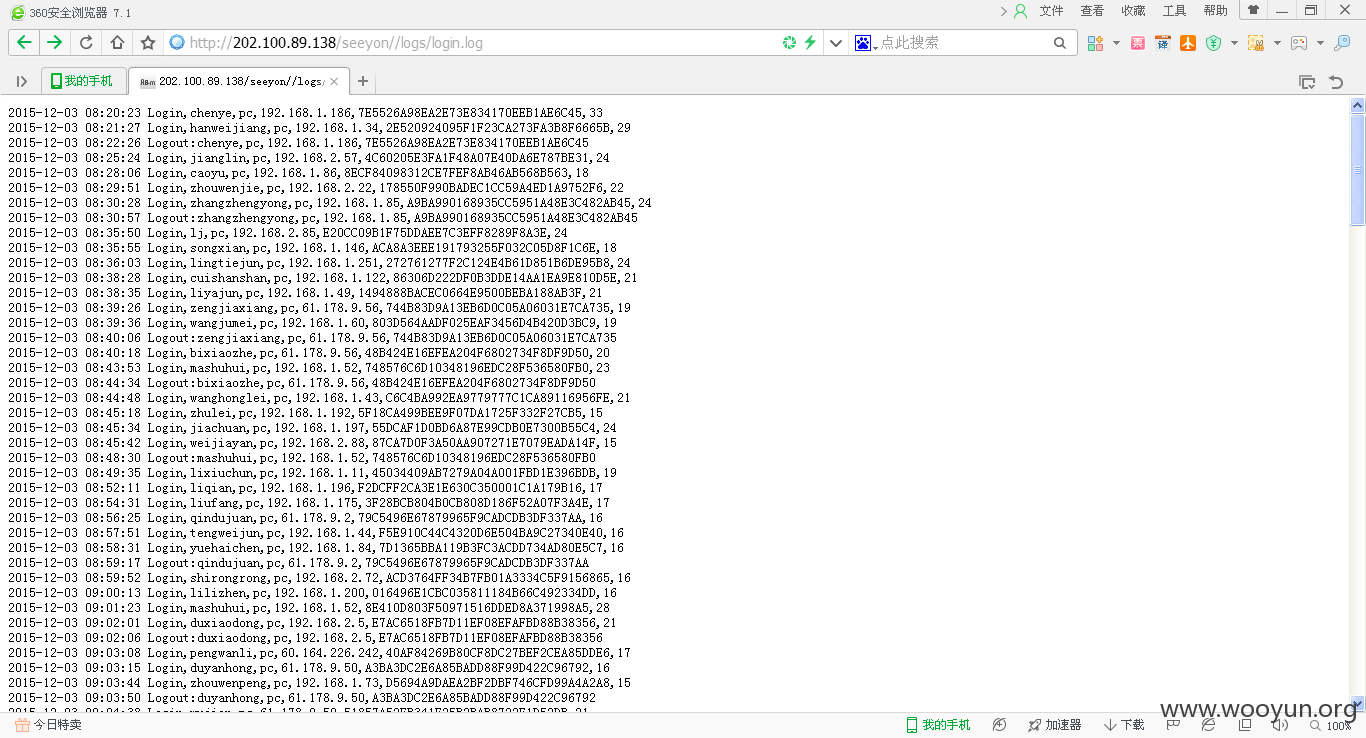 360安全浏览器 7.1
文件 查看 收藏 工具 帮助
http://202.100.89.138/seeyon//logs/login.log
点此搜索
我的手机
202.100.89.138/seeyon//logs/
2015-12-03 08:20:23 Login,chenye,pc,192.168.1.186,7E5526A98EA2E73E834170EEB1AE6C45,33
2015-12-03 08:21:27 Login,hanweijiang,pc,192.168.1.34,2E520924095F1F23CA273FA3B8F6665B,29
2015-12-03 08:22:26 Logout:chenye,pc,192.168.1.186,7E5526A98EA2E73E834170EEB1AE6C45
2015-12-03 08:25:24 Login,jianglin,pc,192.168.2.57,4C60205E3FA1F48A07E40DA6E787BE31,24
2015-12-03 08:28:06 Login,caoyu,pc,192.168.1.86,8ECF84098312CE7FEF8AB46AB568B563,18
2015-12-03 08:29:51 Login,zhouwenjie,pc,192.168.2.22,178550F990BADEC1CC59A4ED1A9752F6,22
2015-12-03 08:30:28 Login,zhangzhengyong,pc,192.168.1.85,A9BA990168935CC5951A48E3C482AB45,24
2015-12-03 08:30:57 Logout:zhangzhengyong,pc,192.168.1.85,A9BA990168935CC5951A48E3C482AB45
2015-12-03 08:35:50 Login,lj,pc,192.168.2.85,E20CC09B1F75DDAEE7C3EFF8289F8A3E,24
2015-12-03 08:35:55 Login,songxian,pc,192.168.1.146,ACA8A3EEE191793255F032C05D8F1C6E,18
2015-12-03 08:36:03 Login,lingtiejun,pc,192.168.1.251,272761277F2C124E4B61D851B6DE95B8,24
2015-12-03 08:38:28 Login,cuishanshan,pc,192.168.1.122,86306D222DF0B3DDE14AA1EA9E810D5E,21
2015-12-03 08:38:35 Login,liyajun,pc,192.168.1.49,1494888BACEC0664E9500BEBA188AB3F,21
2015-12-03 08:39:26 Login,zengjiaxiang,pc,61.178.9.56,744B83D9A13EB6D0C05A06031E7CA735,19
2015-12-03 08:39:36 Login,wangjumei,pc,192.168.1.60,803D564AADF025EAF3456D4B420D3BC9,19
2015-12-03 08:40:06 Logout:zengjiaxiang,pc,61.178.9.56,744B83D9A13EB6D0C05A06031E7CA735
2015-12-03 08:40:18 Login,bixiaozhe,pc,61.178.9.56,48B424E16EFEA204F6802734F8DF9D50,20
2015-12-03 08:43:53 Login,mashuhui,pc,192.168.1.52,748576C6D10348196EDC28F536580FB0,23
2015-12-03 08:44:34 Logout:bixiaozhe,pc,61.178.9.56,48B424E16EFEA204F6802734F8DF9D50
2015-12-03 08:44:48 Login,wanghonglei,pc,192.168.1.43,C6C4BA992EA9779777C1CA89116956FE,21
2015-12-03 08:45:18 Login,zhulei,pc,192.168.1.192,5F18CA499BEE9F07DA1725F332F27CB5,15
2015-12-03 08:45:34 Login,jiachuan,pc,192.168.1.197,55DCAF1D0BD6A87E99CDB0E7300B55C4,24
2015-12-03 08:45:42 Login,weijiayan,pc,192.168.2.88,87CA7D0F3A50AA907271E7079EADA14F,15
2015-12-03 08:48:30 Logout:mashuhui,pc,192.168.1.52,748576C6D10348196EDC28F536580FB0
2015-12-03 08:49:35 Login,lixiuchun,pc,192.168.1.11,45034409AB7279A04A001FBD1E396BDB,19
2015-12-03 08:52:11 Login,liqian,pc,192.168.1.196,F2DCFF2CA3E1E630C350001C1A179B16,17
2015-12-03 08:54:31 Login,liufang,pc,192.168.1.175,3F28BCB804B0CB808D186F52A07F3A4E,17
2015-12-03 08:56:25 Login,qindujuan,pc,61.178.9.2,79C5496E67879965F9CADCDB3DF337AA,16
2015-12-03 08:57:51 Login,tengweijun,pc,192.168.1.44,F5E910C44C4320D6E504BA9C27340E40,16
2015-12-03 08:58:31 Login,yuehaichen,pc,192.168.1.84,7D1365BBA119B3FC3ACDD734AD80E5C7,16
2015-12-03 08:59:17 Logout:qindujuan,pc,61.178.9.2,79C5496E67879965F9CADCDB3DF337AA
2015-12-03 08:59:52 Login,shirongrong,pc,192.168.2.72,ACD3764FF34B7FB01A3334C5F9156865,16
2015-12-03 09:00:13 Login,lilizhen,pc,192.168.1.200,016496E1CBC035811184B66C492334DD,16
2015-12-03 09:01:23 Login,mashuhui,pc,192.168.1.52,8E410D803F50971516DDED8A371998A5,28
2015-12-03 09:02:01 Login,duxiaodong,pc,192.168.2.5,E7AC6518FB7D11EF08EFAFBD88B38356,21
2015-12-03 09:02:06 Logout:duxiaodong,pc,192.168.2.5,E7AC6518FB7D11EF08EFAFBD88B38356
2015-12-03 09:03:08 Login,pengwanli,pc,60.164.226.242,40AF84269B80CF8DC27BEF2CEA85DDE6,17
2015-12-03 09:03:15 Login,duyanhong,pc,61.178.9.50,A3BA3DC2E6A85BADD88F99D422C96792,16
2015-12-03 09:03:44 Login,zhouwenpeng,pc,192.168.1.73,D5694A9DAEA2BF2DBF746CFD99A4A2A8,15
2015-12-03 09:03:50 Logout:duyanhong,pc,61.178.9.50,A3BA3DC2E6A85BADD88F99D422C96792
www.wooyun.org
今日特卖
我的手机 加速器 下载 100%